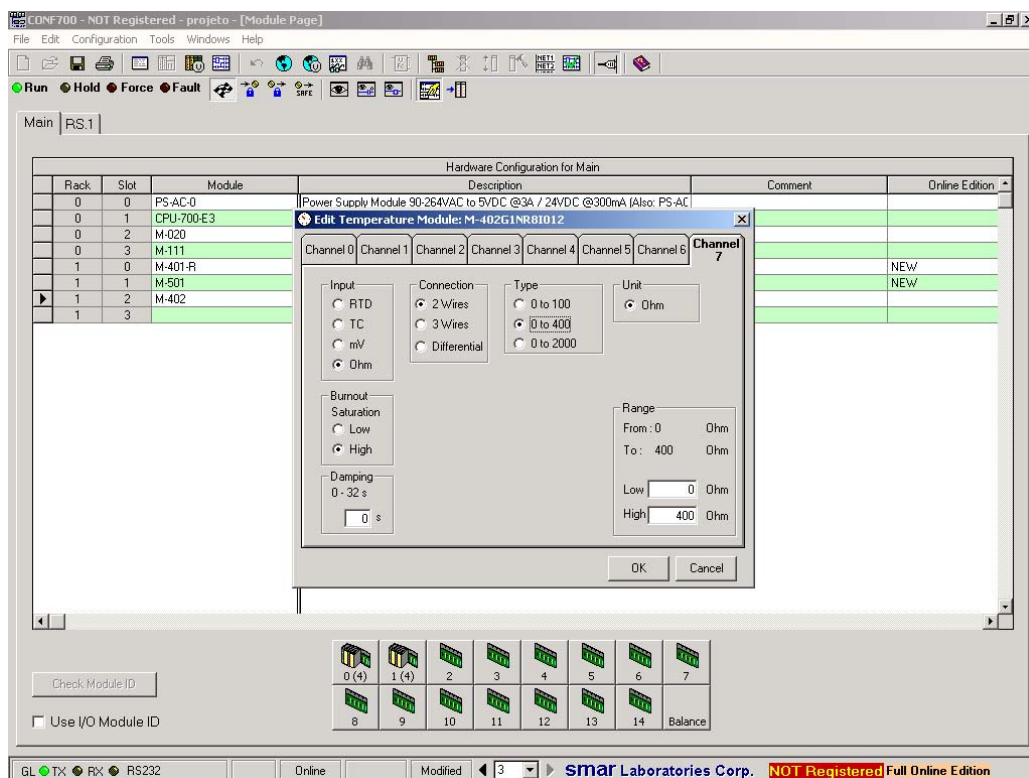 CONF700 - NOT Registered - projeto - [Module Page]
File Edit Configuration Tools Windows Help
Run Hold Force Fault SAFE
Main RS.1
Hardware Configuration for Main
Rack Slot Module Description Comment Online Edition
0 0 PS-AC-0 Power Supply Module 90-264VAC to 5VDC @3A / 24VDC @300mA (Also: PS-AC
0 1 CPU-700-E3
0 2 M-020
0 3 M-111
1 0 M-401-R NEW
1 1 M-501 NEW
1 2 M-402
1 3
Edit Temperature Module: M-402G1NR8I012
Channel 0 Channel 1 Channel 2 Channel 3 Channel 4 Channel 5 Channel 6 Channel 7
Input
RTD
TC
mV
Ohm
Connection
2 Wires
3 Wires
Differential
Type
0 to 100
0 to 400
0 to 2000
Unit
Ohm
Burnout
Saturation
Low
High
Damping
0 - 32 s
0 s
Range
From : 0 Ohm
To : 400 Ohm
Low 0 Ohm
High 400 Ohm
OK Cancel
0 (4) 1 (4) 2 3 4 5 6 7
8 9 10 11 12 13 14 Balance
Check Module ID
Use I/O Module ID
GL TX RX RS232 Online Modified 3 smar Laboratories Corp. NOT Registered Full Online Edition